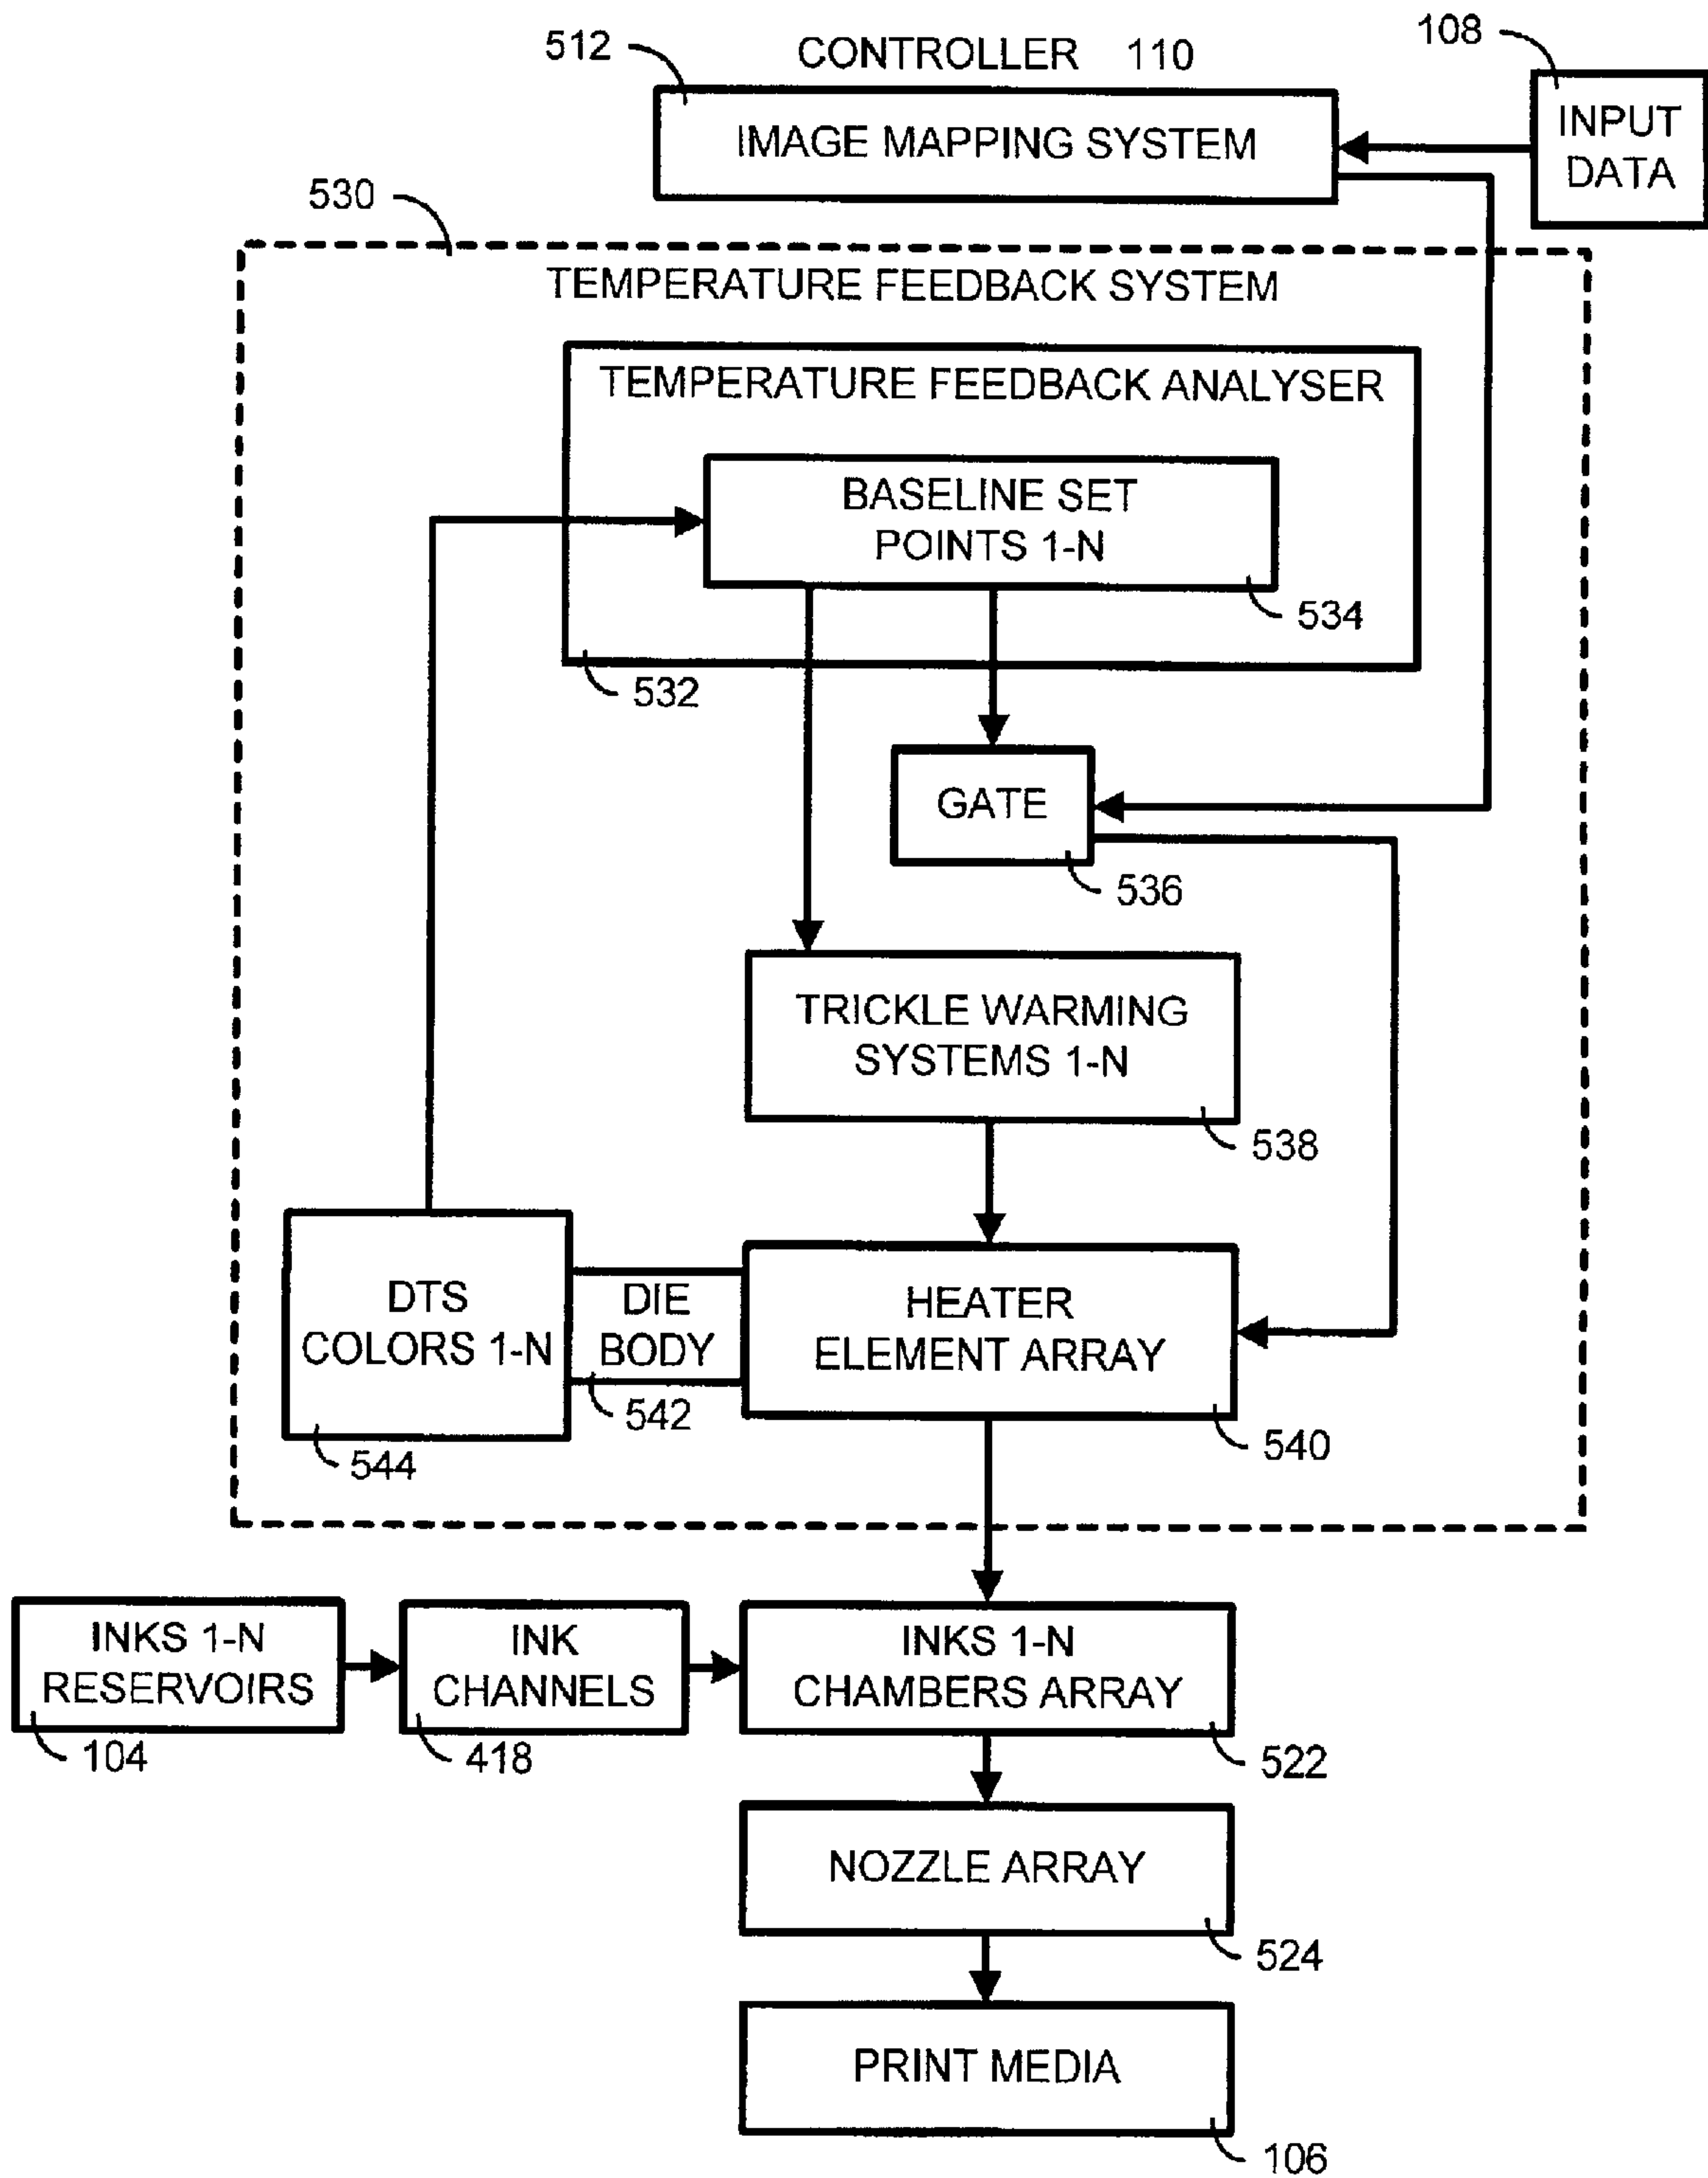 512
CONTROLLER 110
108
IMAGE MAPPING SYSTEM
INPUT
DATA
530
TEMPERATURE FEEDBACK SYSTEM
TEMPERATURE FEEDBACK ANALYSER
BASELINE SET
POINTS 1-N
534
532
GATE
536
TRICKLE WARMING
SYSTEMS 1-N
538
DTS
COLORS 1-N
544
DIE
BODY
542
HEATER
ELEMENT ARRAY
540
INKS 1-N
RESERVOIRS
104
INK
CHANNELS
418
INKS 1-N
CHAMBERS ARRAY
522
NOZZLE ARRAY
524
PRINT MEDIA
106